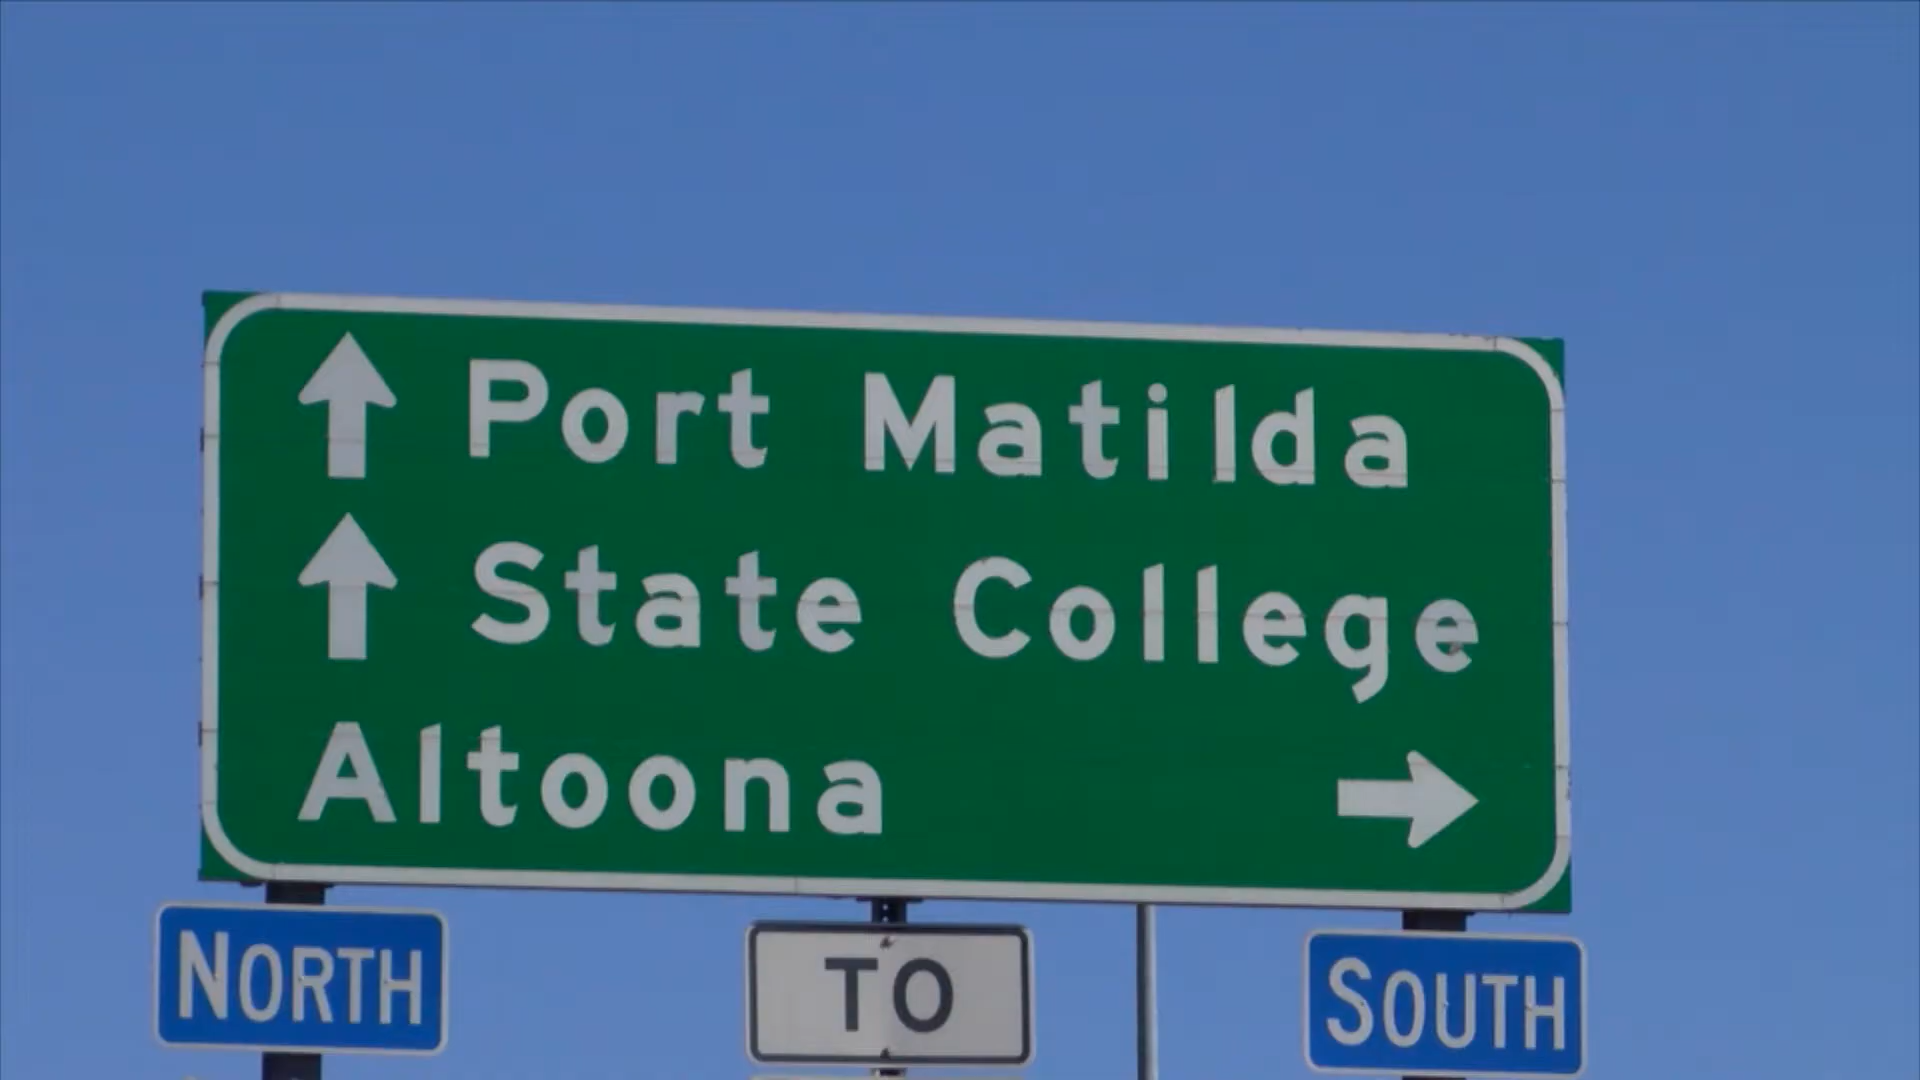 Port Matilda
State College
Altoona
NORTH
TO
SOUTH